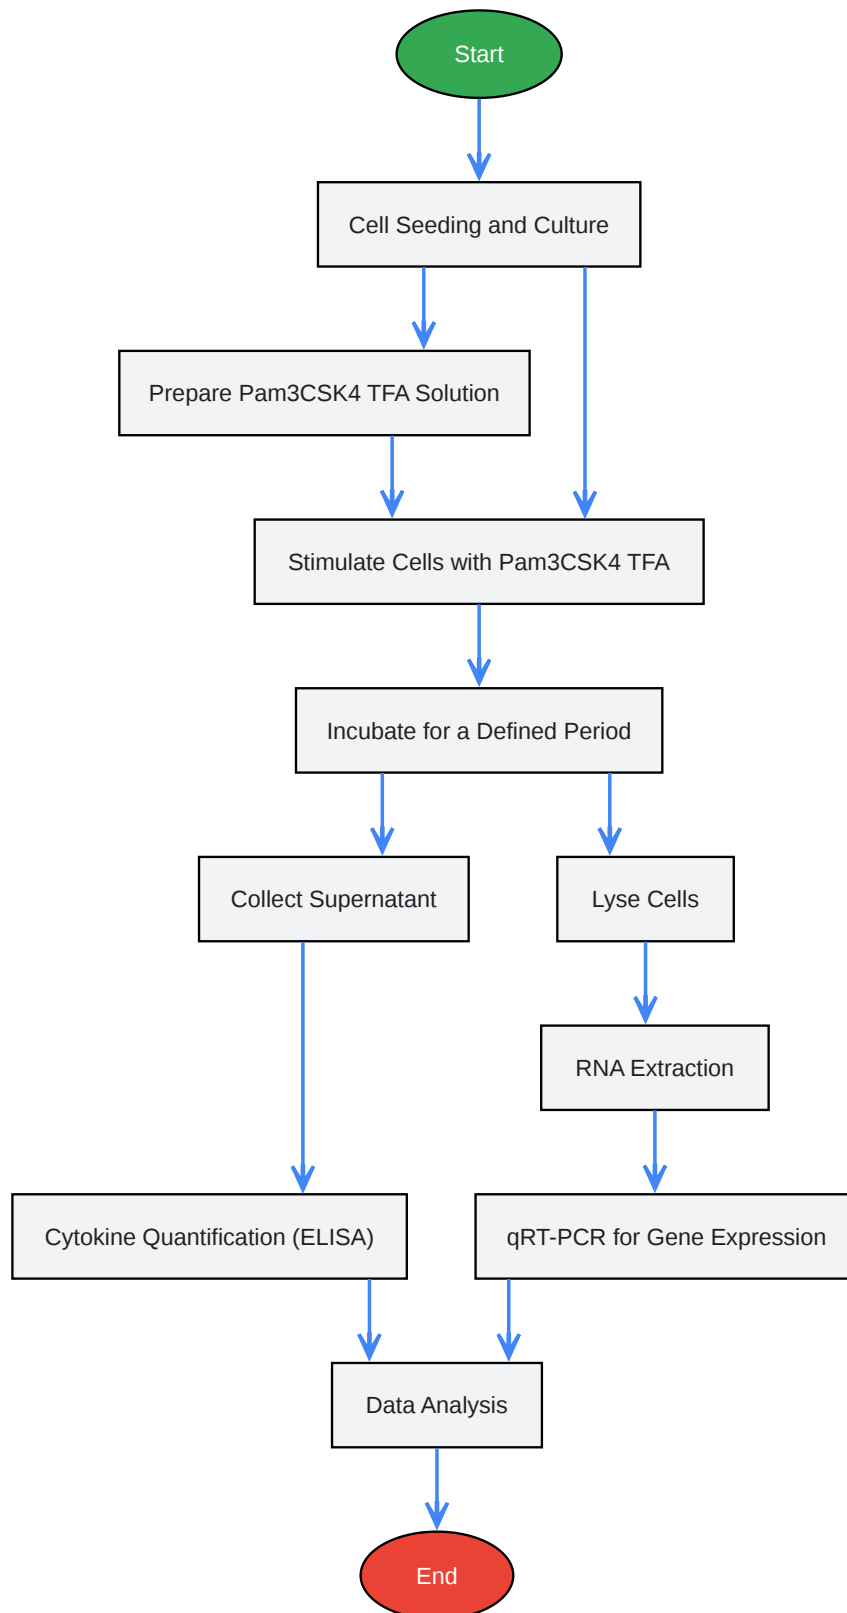 Start
Cell Seeding and Culture
Prepare Pam3CSK4 TFA Solution
Stimulate Cells with Pam3CSK4 TFA
Incubate for a Defined Period
Collect Supernatant
Lyse Cells
RNA Extraction
Cytokine Quantification (ELISA)
qRT-PCR for Gene Expression
Data Analysis
End